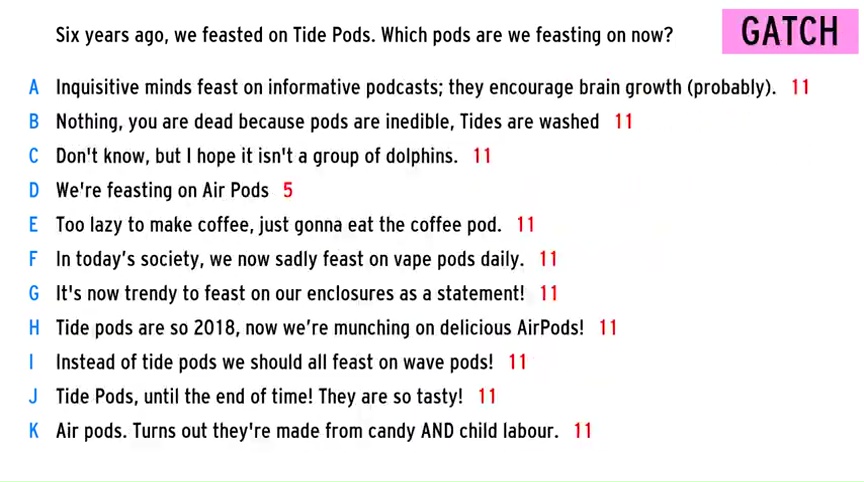 Six years ago, we feasted on Tide Pods. Which pods are we feasting on now?
GATCH
A Inquisitive minds feast on informative podcasts; they encourage brain growth (probably). 11
B Nothing, you are dead because pods are inedible, Tides are washed 11
C Don't know, but I hope it isn't a group of dolphins. 11
D We're feasting on Air Pods 5
E Too lazy to make coffee, just gonna eat the coffee pod. 11
F In today’s society, we now sadly feast on vape pods daily. 11
G It's now trendy to feast on our enclosures as a statement! 11
H Tide pods are so 2018, now we’re munching on delicious AirPods! 11
I Instead of tide pods we should all feast on wave pods! 11
J Tide Pods, until the end of time! They are so tasty! 11
K Air pods. Turns out they're made from candy AND child labour. 11